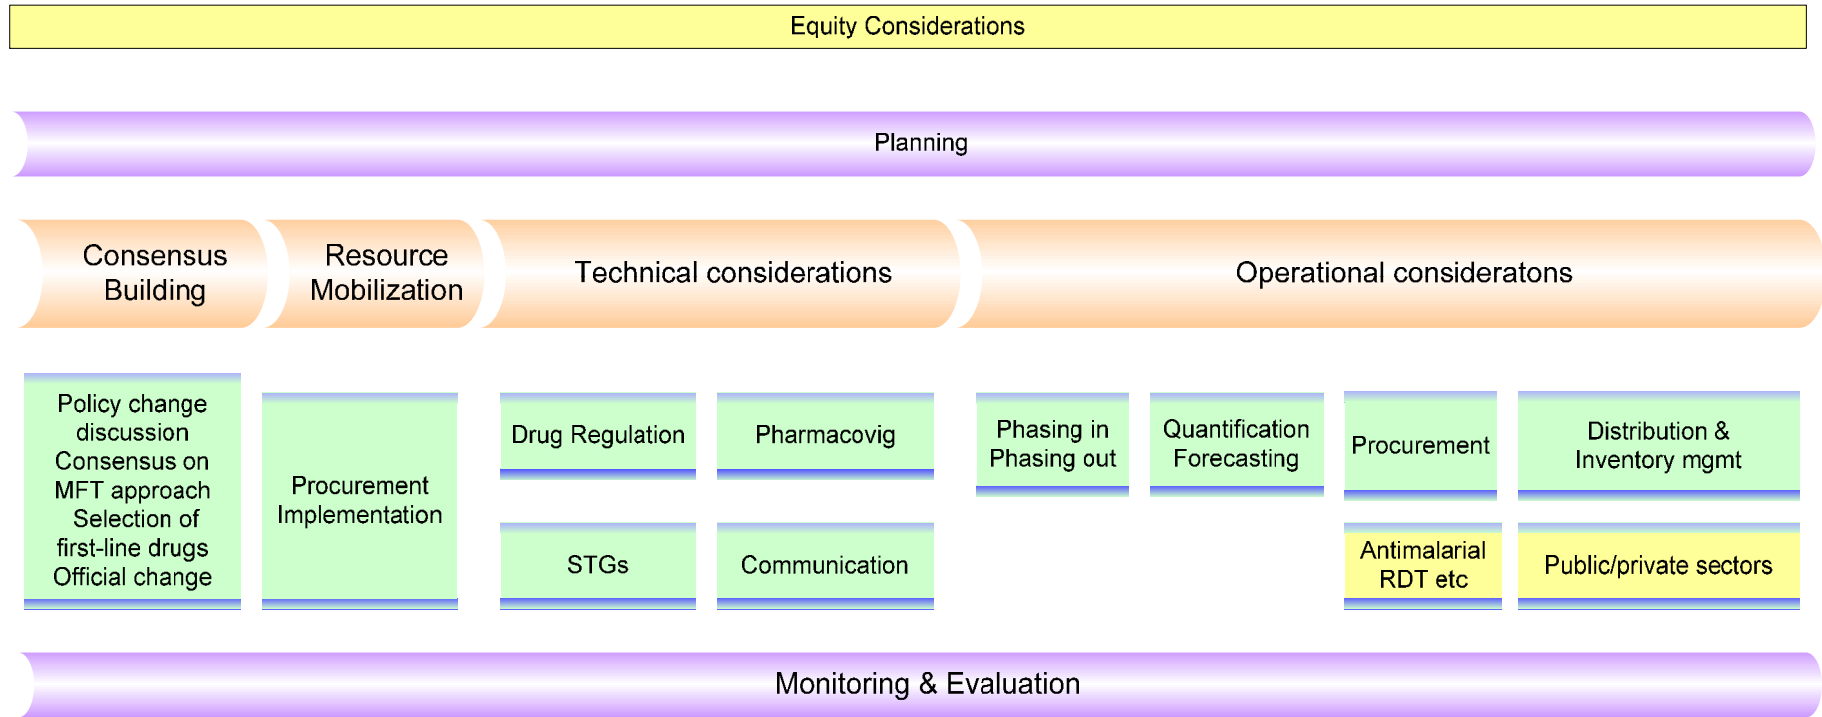 Equity Considerations
Planning
Consensus
Building
Resource
Mobilization
Technical considerations
Operational consideratons
Policy change
discussion
Consensus on
MFT approach
Selection of
first-line drugs
Official change
Procurement
Implementation
Drug Regulation
Pharmacovig
STGs
Communication
Phasing in
Phasing out
Quantification
Forecasting
Procurement
Distribution &
Inventory mgmt
Antimalarial
RDT etc
Public/private sectors
Monitoring & Evaluation